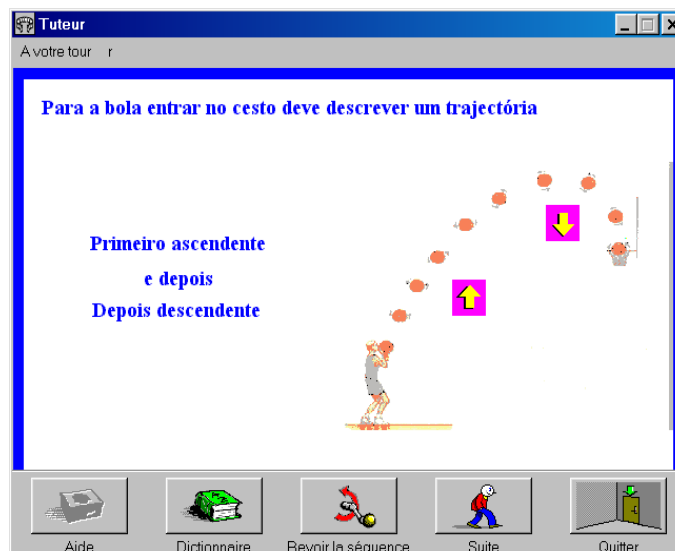 Tuteur
A votre tour r
Para a bola entrar no cesto deve descrever um trajectória
Primeiro ascendente
e depois
Depois descendente
Aide
Dictionnaire
Revoir la séquence
Suite
Quitter